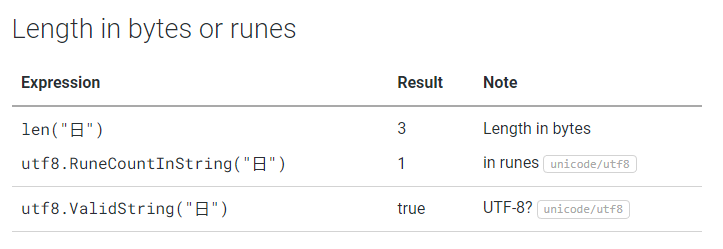 Length in bytes or runes
Expression Result Note
len("日") 3 Length in bytes
utf8.RuneCountInString("日") 1 in runes unicode/utf8
utf8.ValidString("日") true UTF-8? unicode/utf8